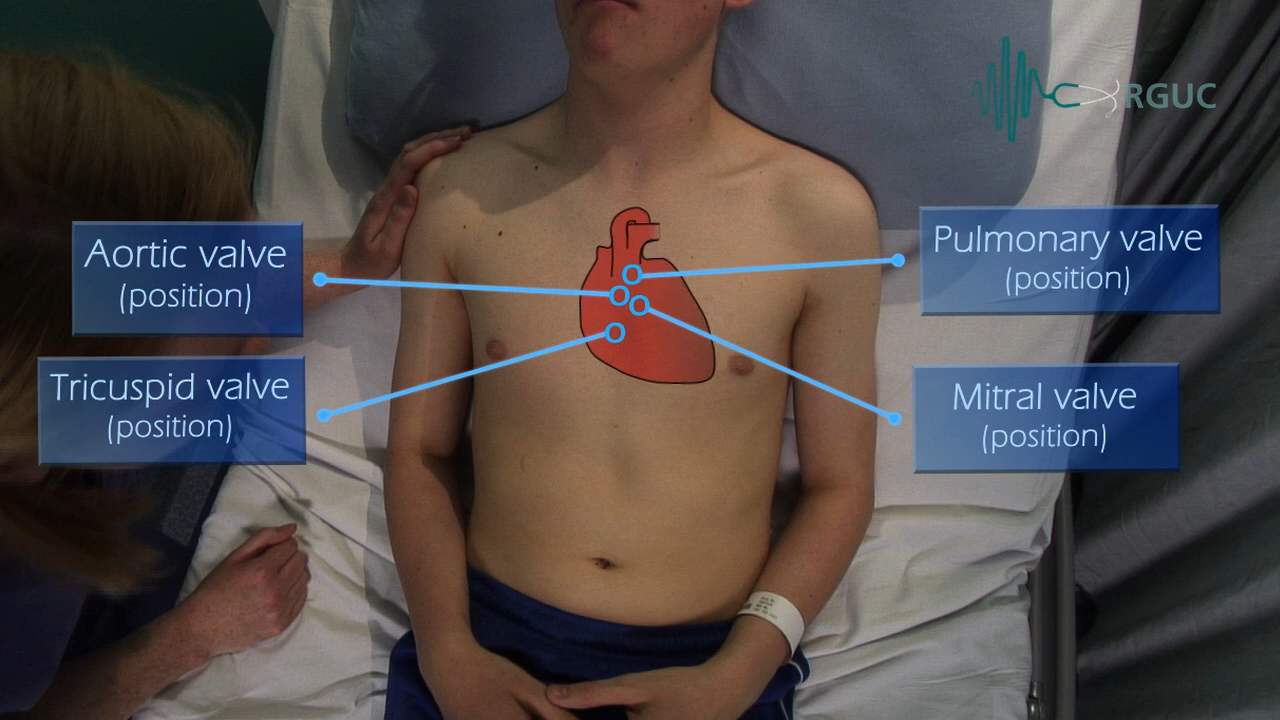 RGUC
Aortic valve
(position)
Pulmonary valve
(position)
Tricuspid valve
(position)
Mitral valve
(position)